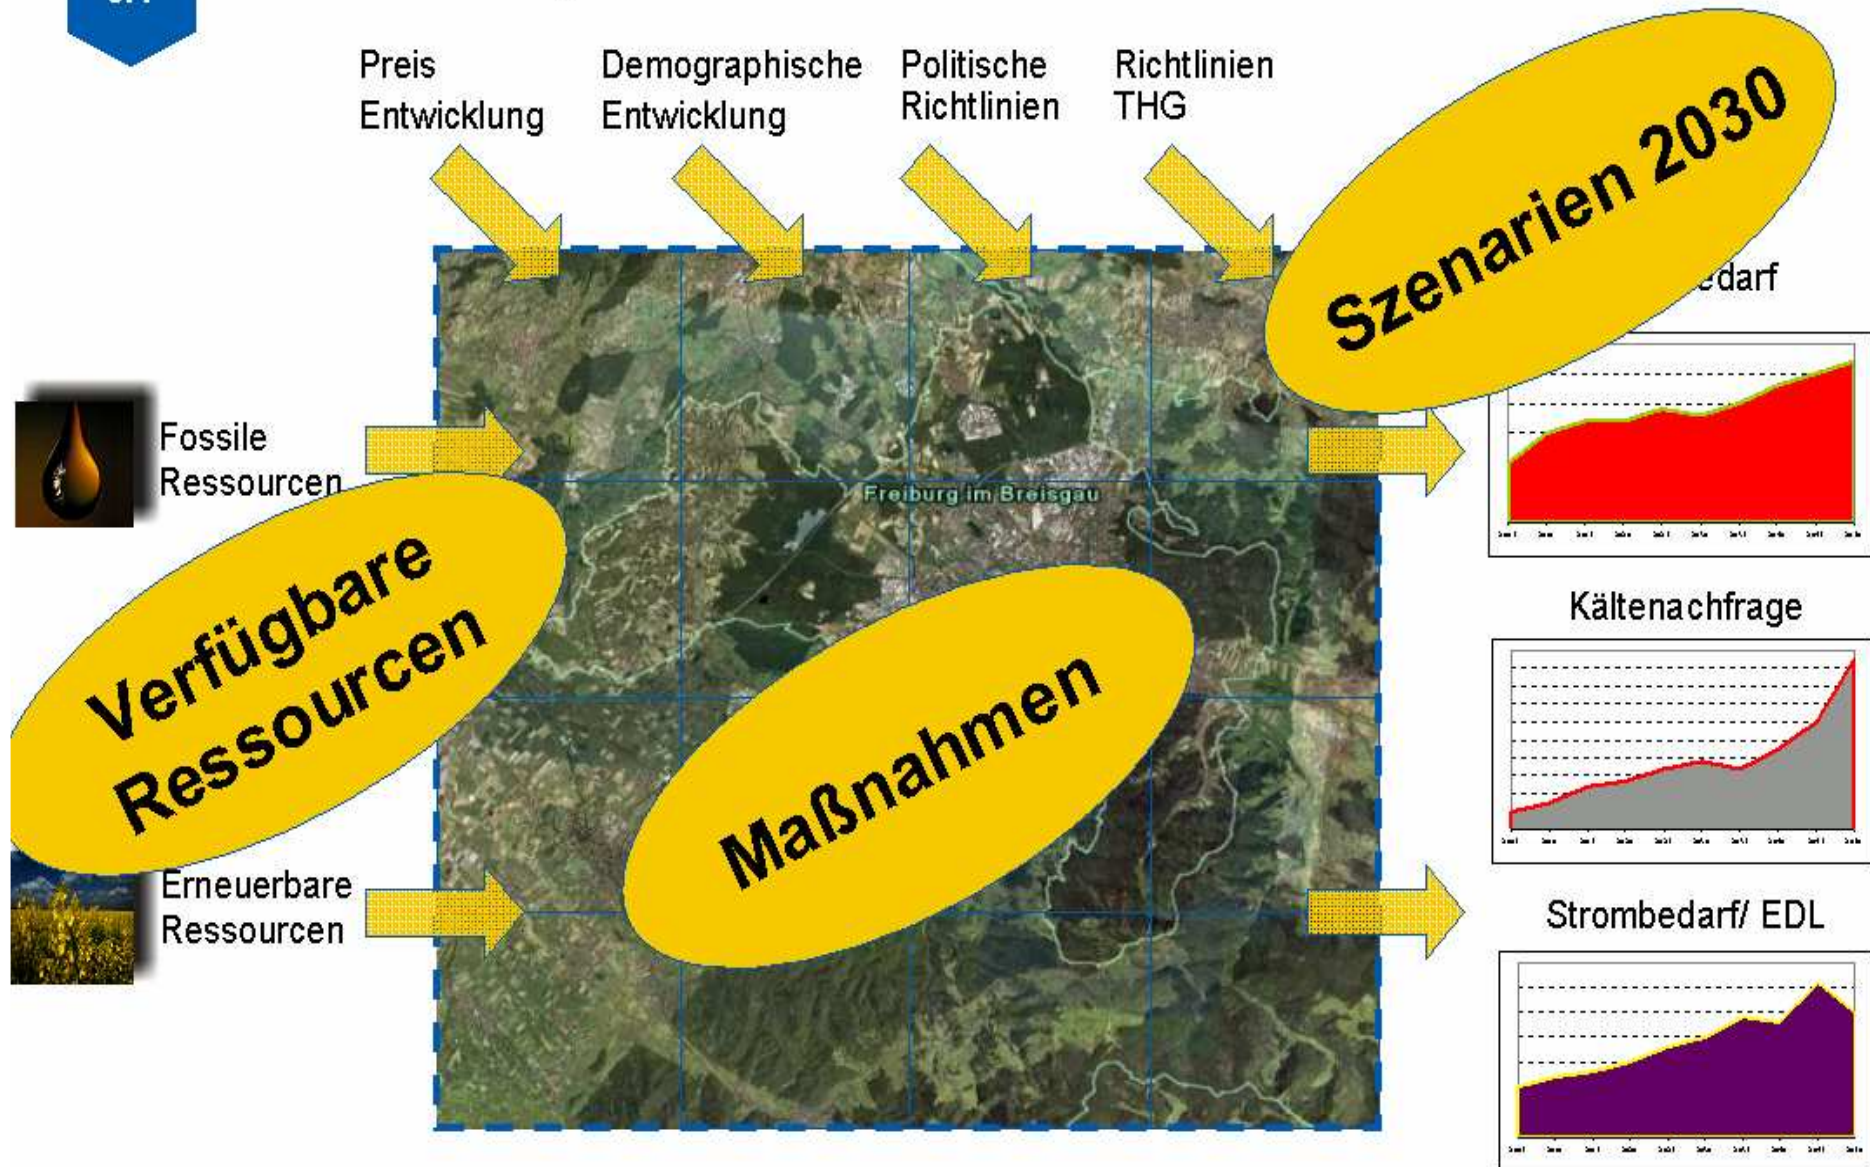 Preis
Entwicklung
Demographische
Entwicklung
Politische
Richtlinien
Richtlinien
THG
Szenarien 2030
edarf
Fossile
Ressourcen
Freiburg im Breisgau
Verfügbare
Ressourcen
Maßnahmen
Kältenachfrage
Erneuerbare
Ressourcen
Strombedarf/ EDL